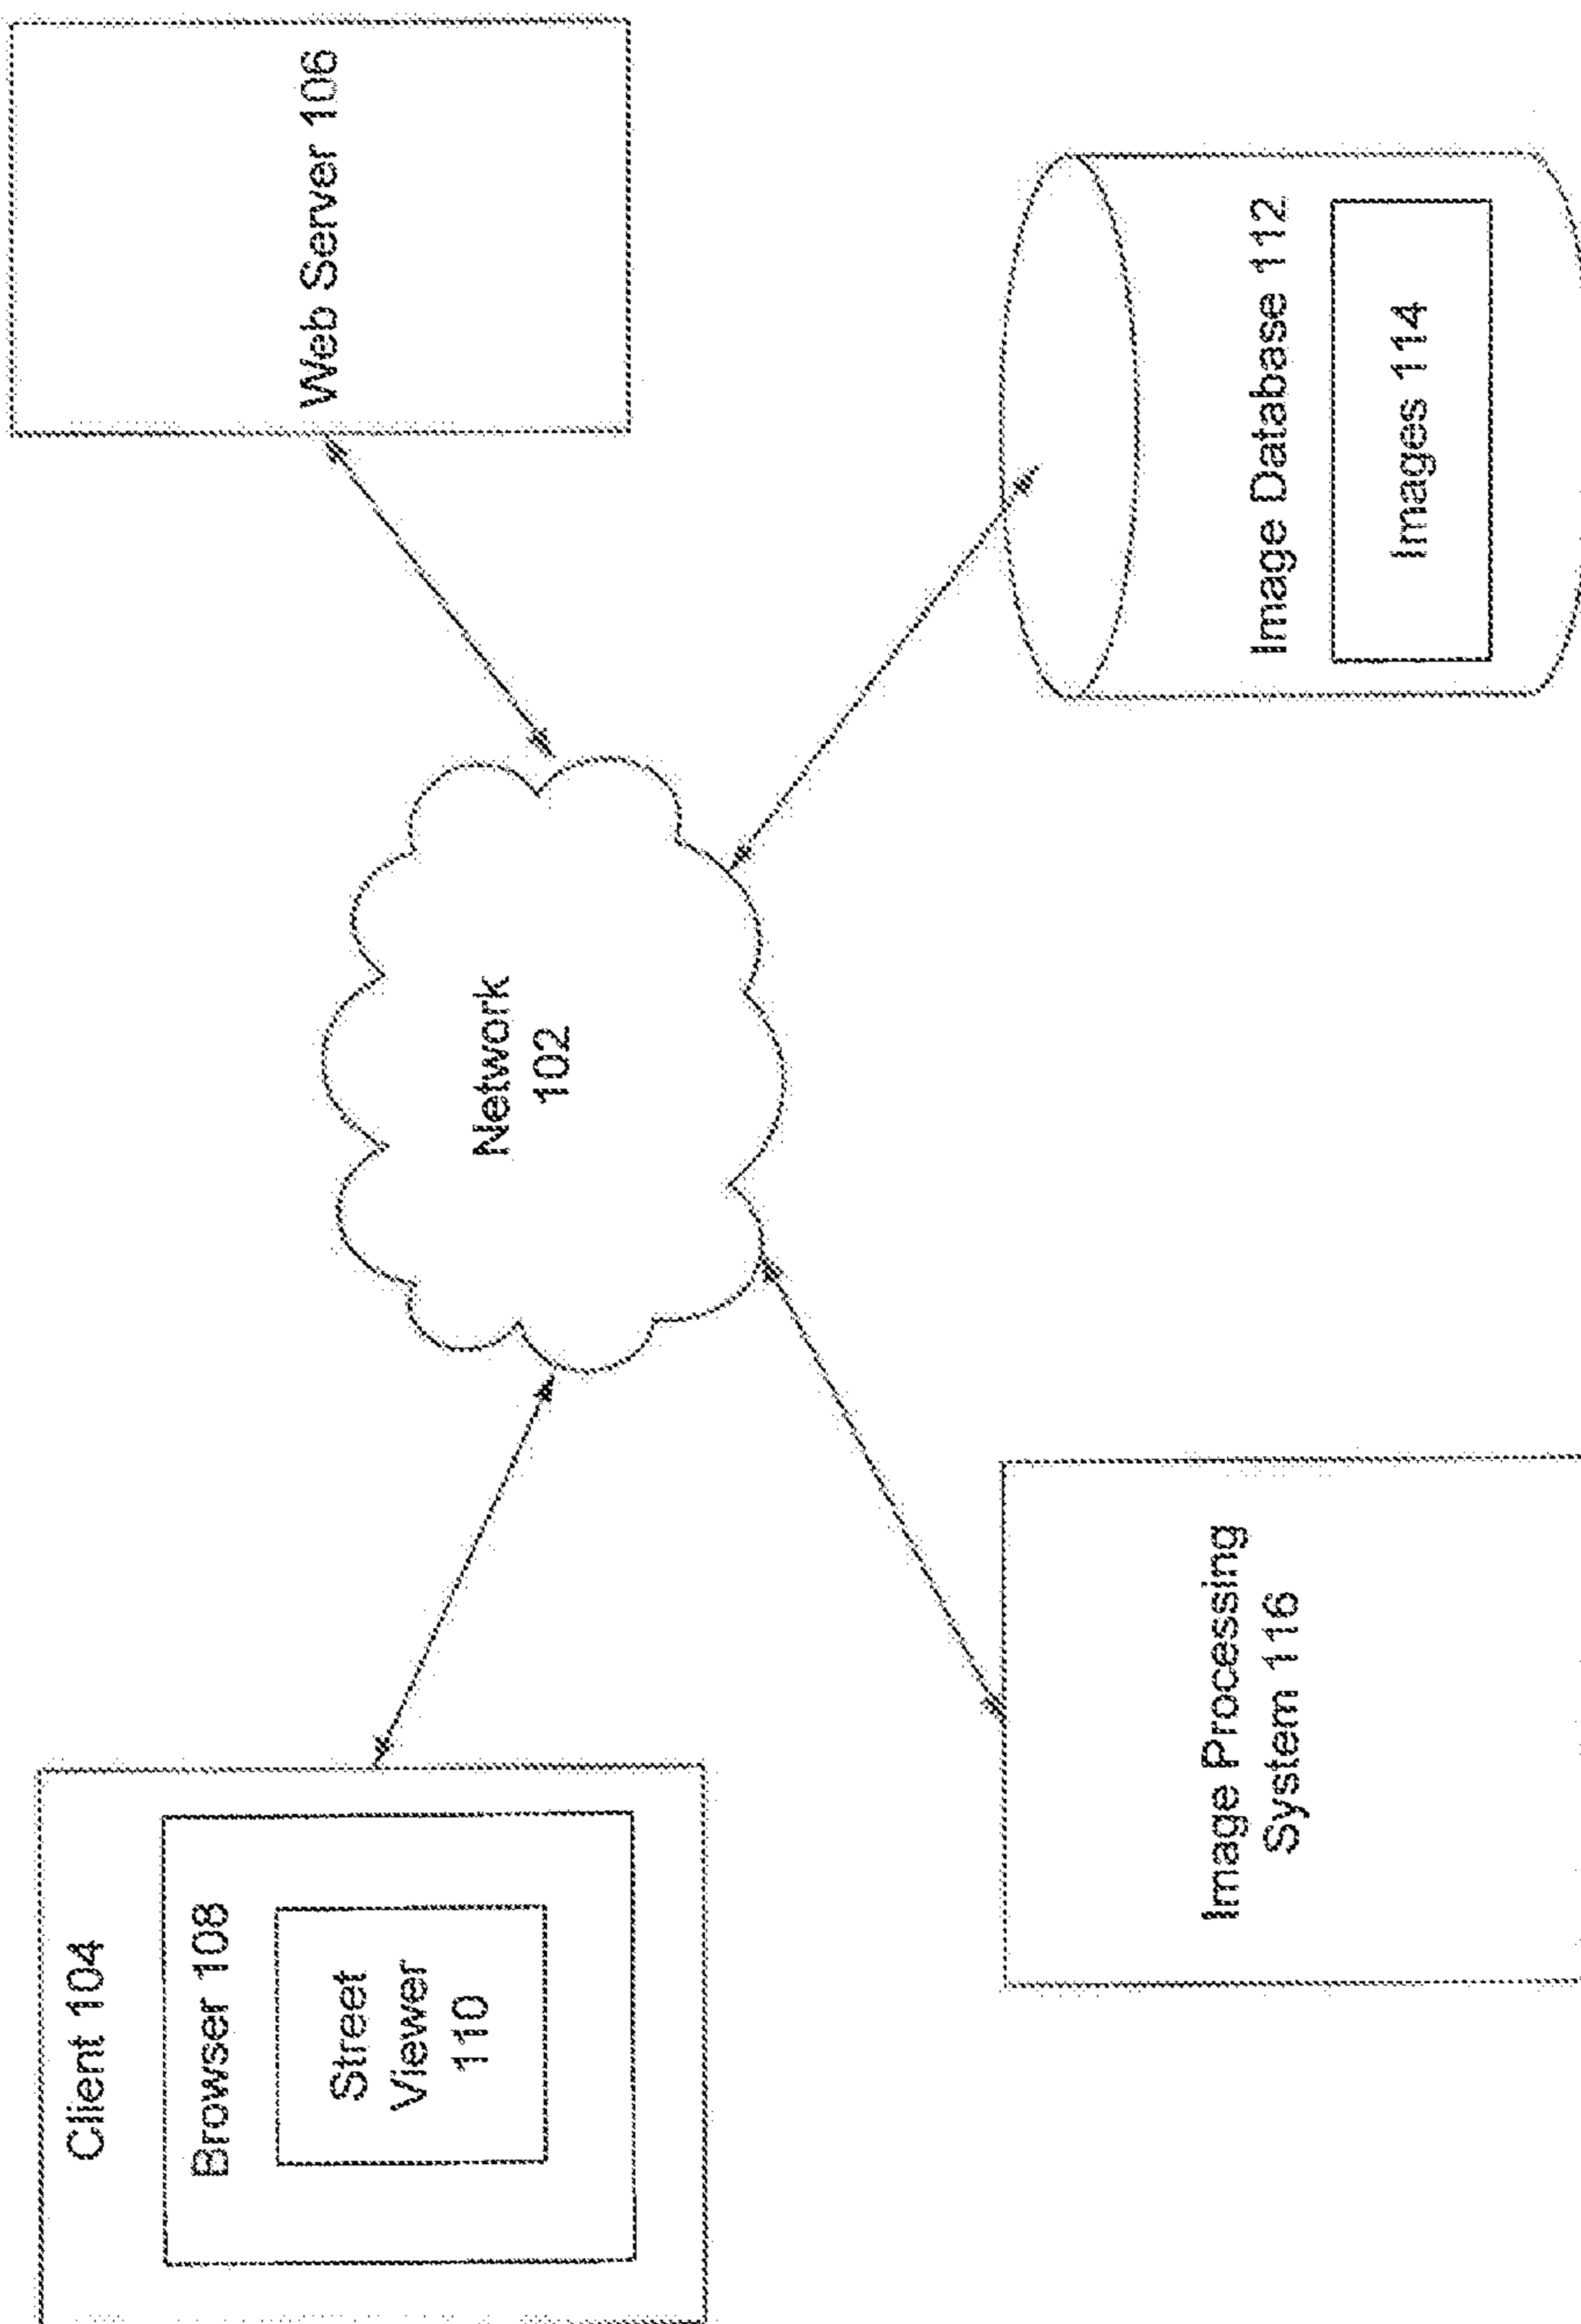 Client 104
Browser 108
Street
Viewer
110
Network
102
Web Server 106
Image Processing
System 116
Image Database 112
Images 114